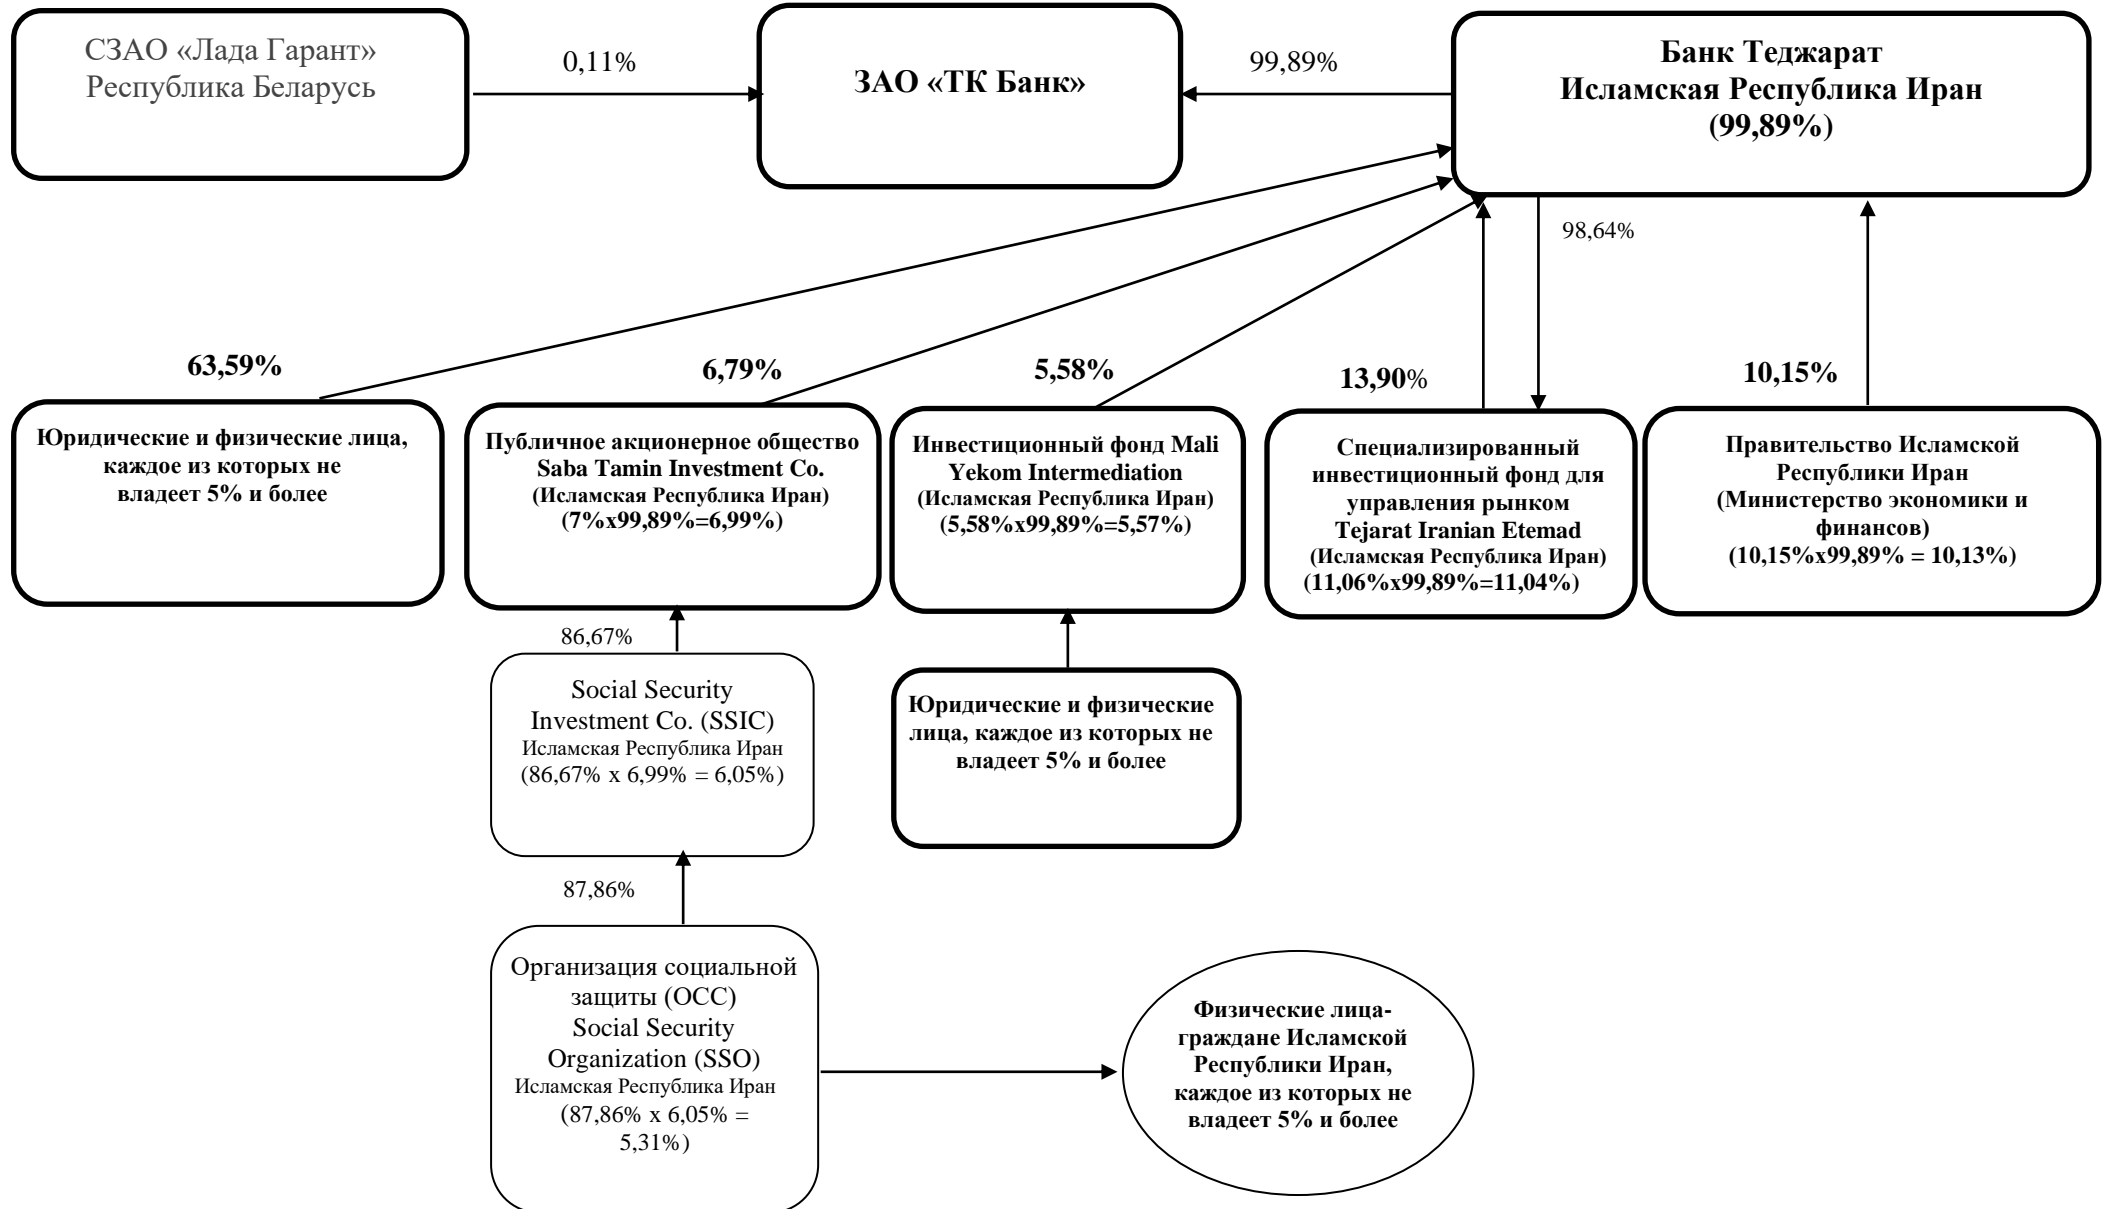 СЗАО «Лада Гарант»
Республика Беларусь
0,11%
ЗАО «ТК Банк»
99,89%
Банк Теджарат
Исламская Республика Иран
(99,89%)
98,64%
63,59%
6,79%
5,58%
13,90%
10,15%
Юридические и физические лица,
каждое из которых не
владеет 5% и более
Публичное акционерное общество
Saba Tamin Investment Co.
(Исламская Республика Иран)
(7%x99,89%=6,99%)
Инвестиционный фонд Mali
Yekom Intermediation
(Исламская Республика Иран)
(5,58%x99,89%=5,57%)
Специализированный
инвестиционный фонд для
управления рынком
Tejarat Iranian Etemad
(Исламская Республика Иран)
(11,06%x99,89%=11,04%)
Правительство Исламской
Республики Иран
(Министерство экономики и
финансов)
(10,15%x99,89% = 10,13%)
86,67%
Social Security
Investment Co. (SSIC)
Исламская Республика Иран
(86,67% x 6,99% = 6,05%)
Юридические и физические
лица, каждое из которых не
владеет 5% и более
87,86%
Организация социальной
защиты (ОСС)
Social Security
Organization (SSO)
Исламская Республика Иран
(87,86% x 6,05% =
5,31%)
Физические лица-
граждане Исламской
Республики Иран,
каждое из которых не
владеет 5% и более